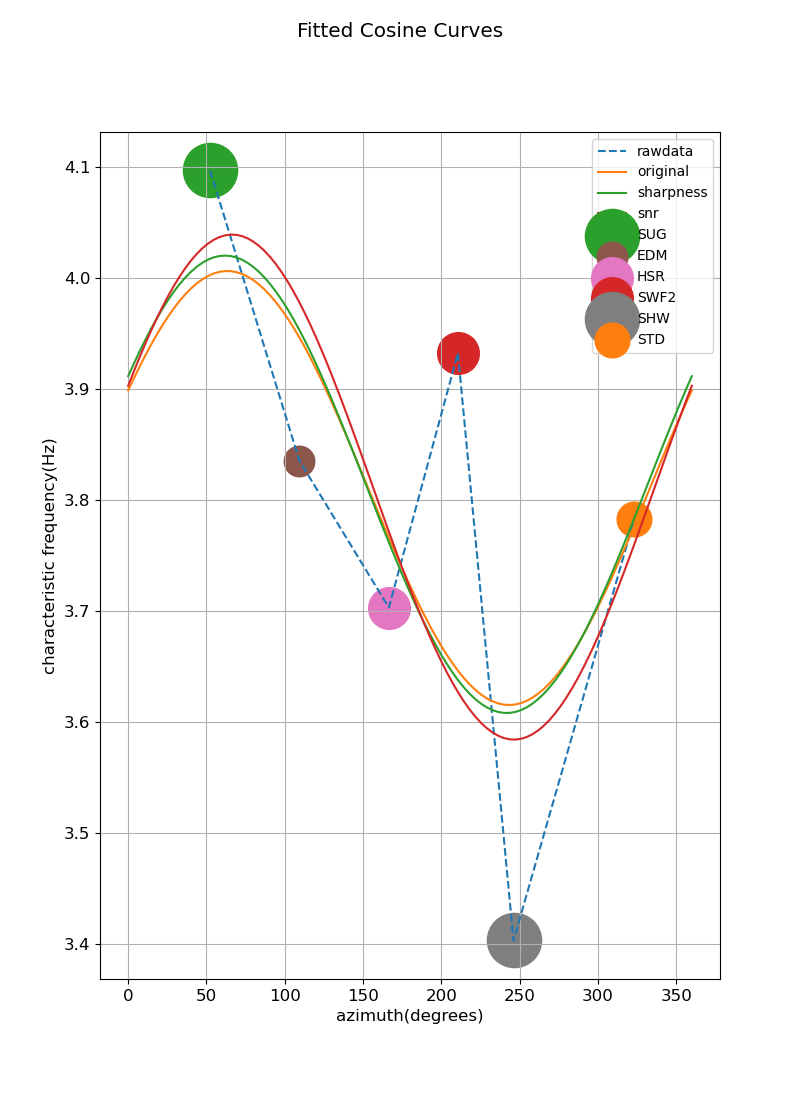 Fitted Cosine Curves
4.1
4.0
3.9
3.8
3.7
3.6
3.5
3.4
characteristic frequency(Hz)
rawdata
original
sharpness
snr
SUG
EDM
HSR
SWF2
SHW
STD
0 50 100 150 200 250 300 350
azimuth(degrees)